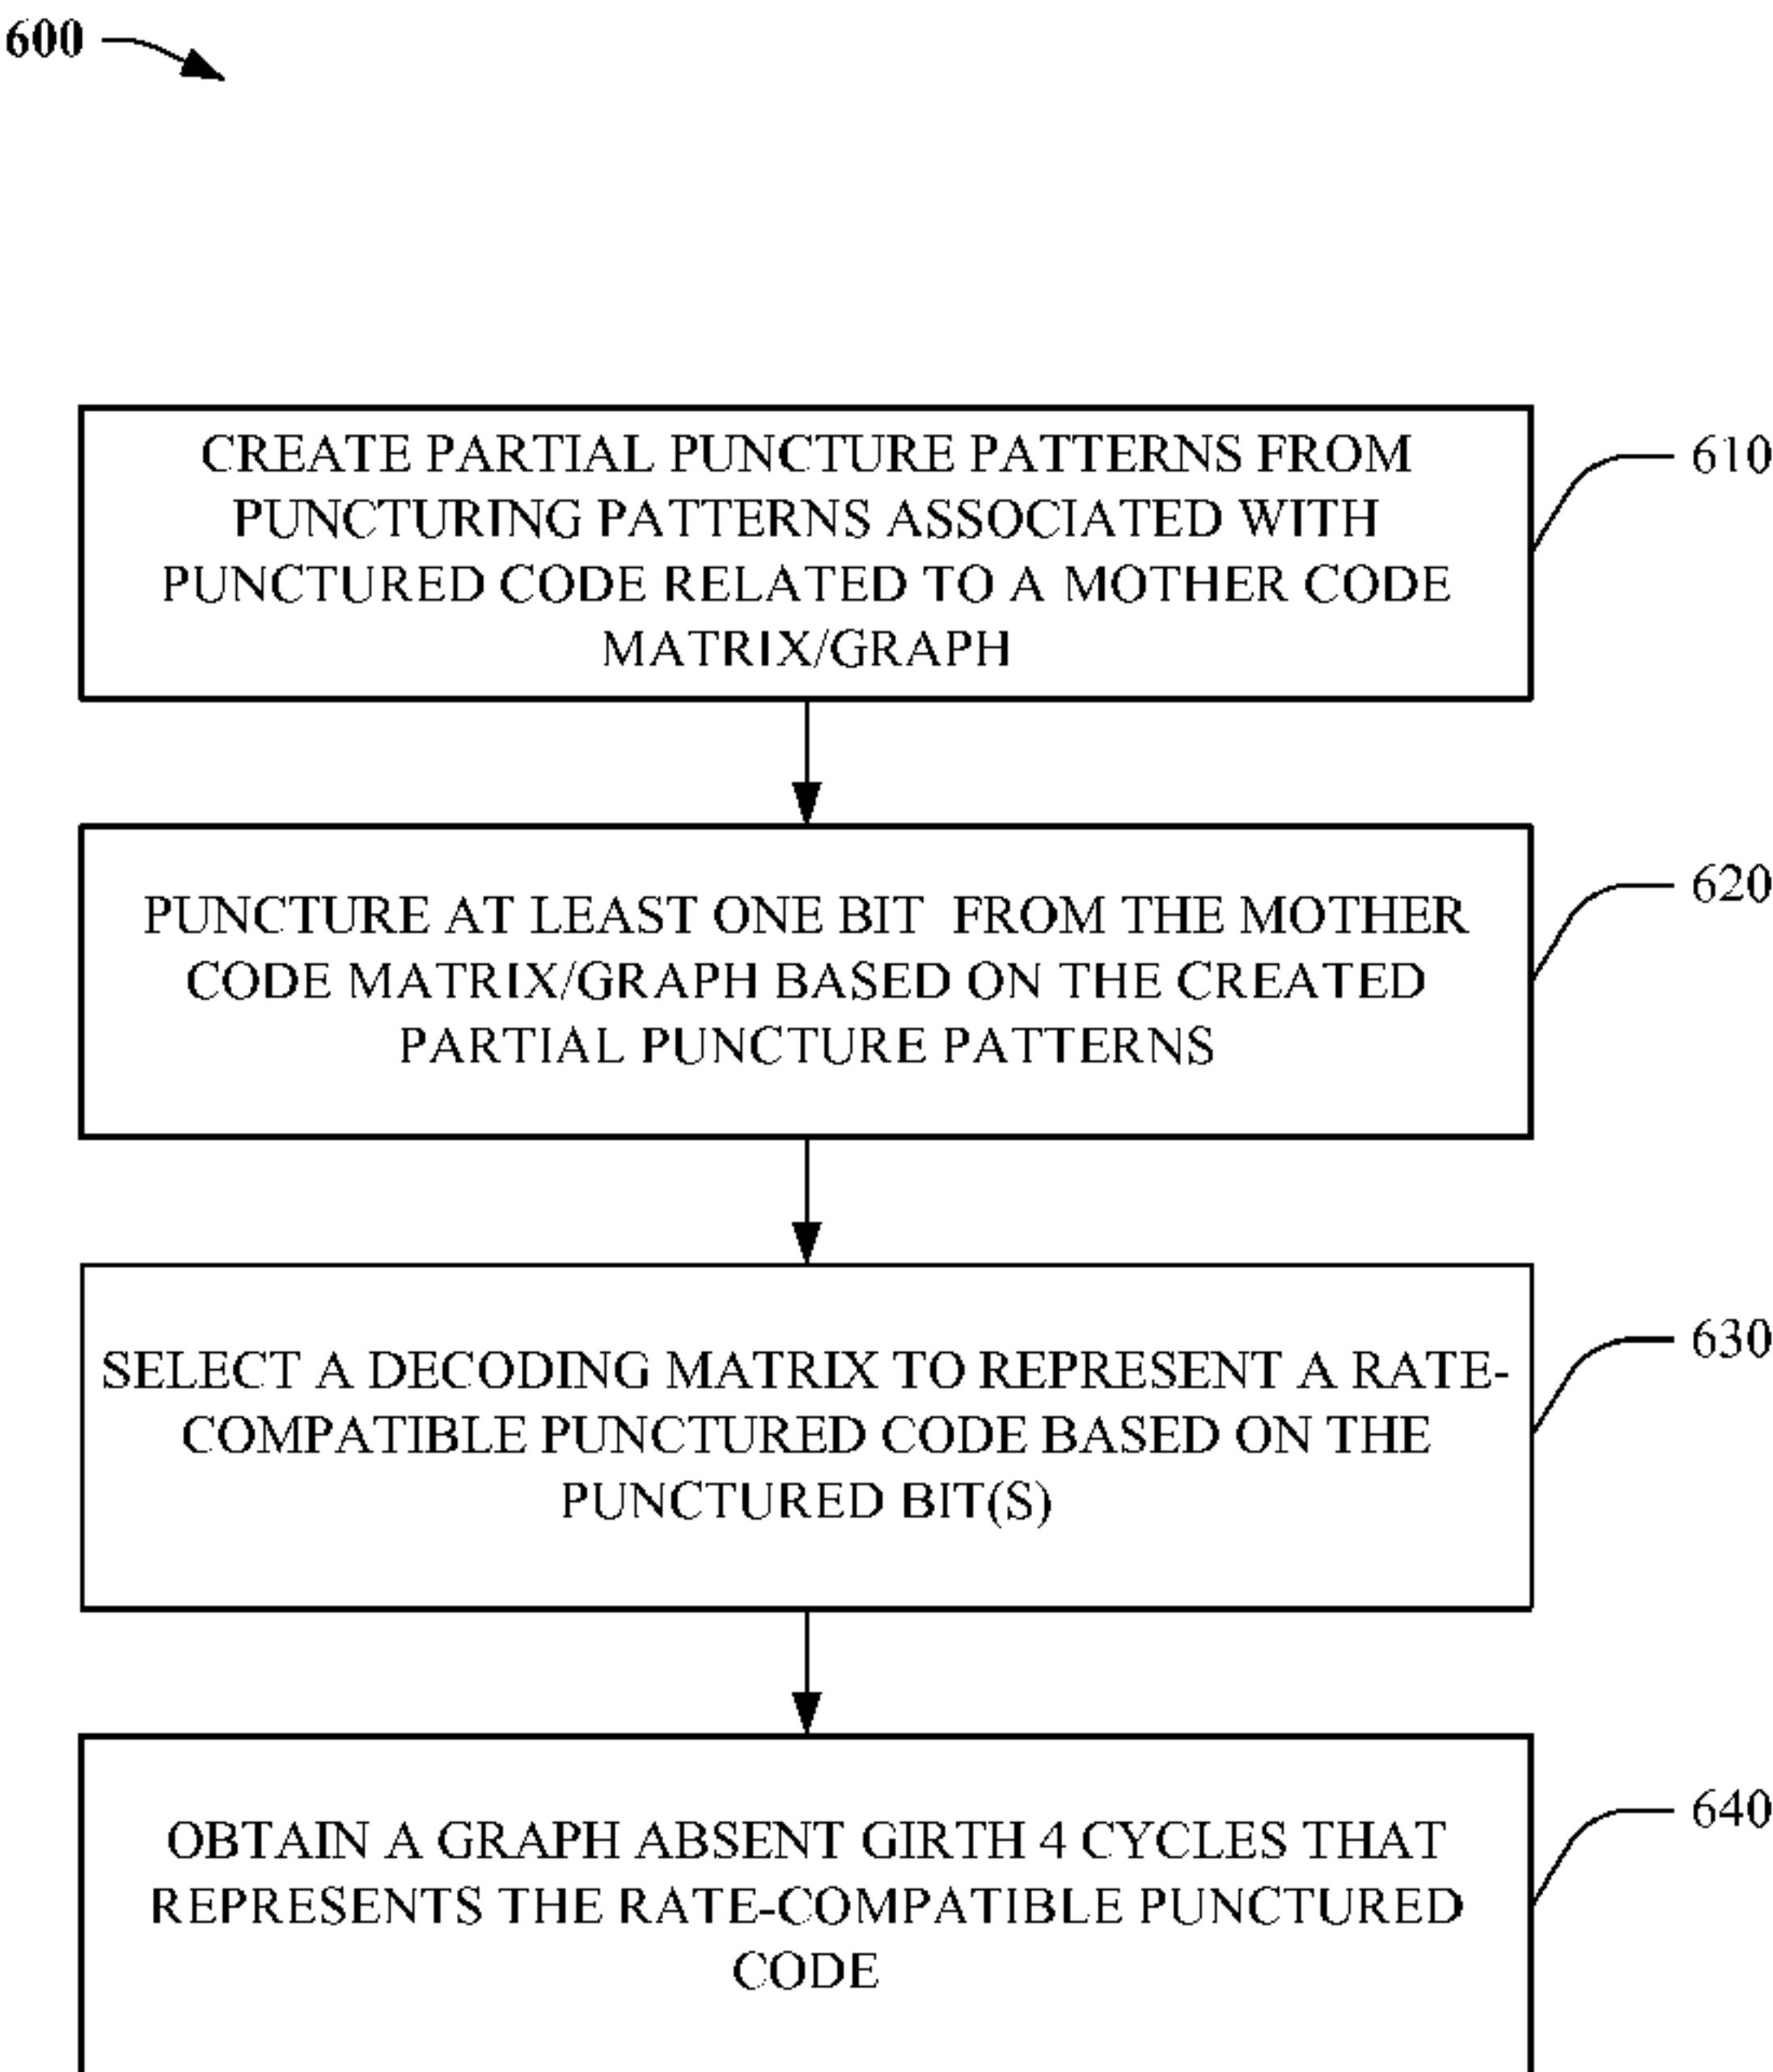 600
CREATE PARTIAL PUNCTURE PATTERNS FROM
PUNCTURING PATTERNS ASSOCIATED WITH
PUNCTURED CODE RELATED TO A MOTHER CODE
MATRIX/GRAPH
610
PUNCTURE AT LEAST ONE BIT FROM THE MOTHER
CODE MATRIX/GRAPH BASED ON THE CREATED
PARTIAL PUNCTURE PATTERNS
620
SELECT A DECODING MATRIX TO REPRESENT A RATE-
COMPATIBLE PUNCTURED CODE BASED ON THE
PUNCTURED BIT(S)
630
OBTAIN A GRAPH ABSENT GIRTH 4 CYCLES THAT
REPRESENTS THE RATE-COMPATIBLE PUNCTURED
CODE
640